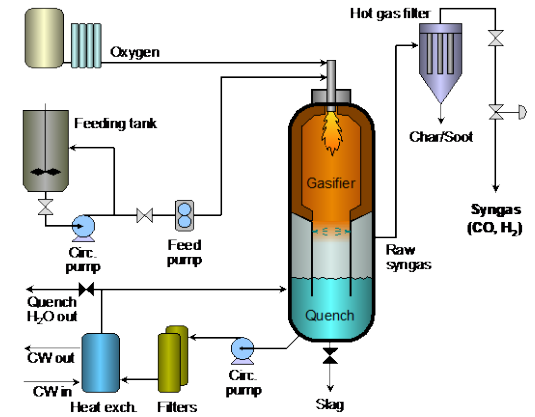 Hot gas filter
Oxygen
Feeding tank
Char/Soot
Gasifier
Syngas
(CO, H₂)
Circ.
pump
Feed
pump
Raw
syngas
Quench
H₂O out
Quench
CW out
CW in
Heat exch.
Filters
Circ.
pump
Slag